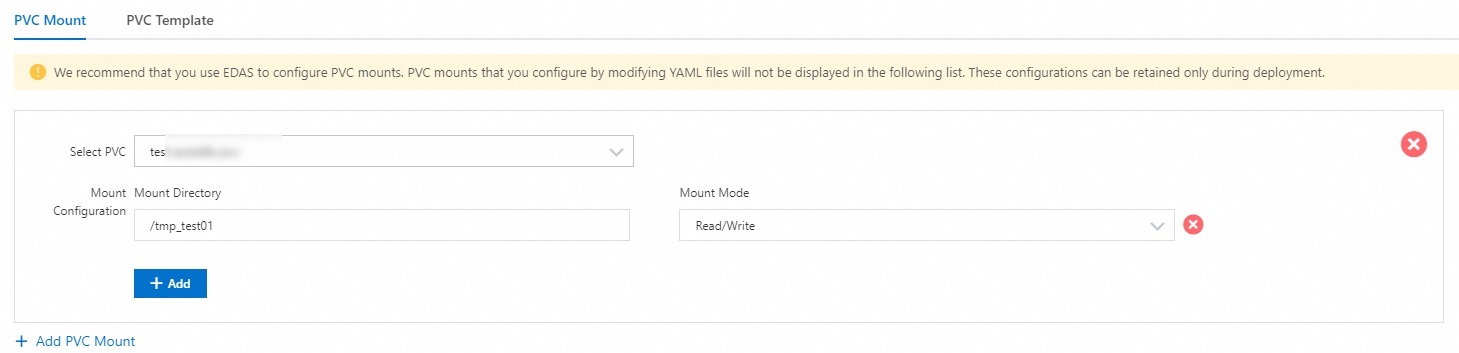 PVC Mount PVC Template
We recommend that you use EDAS to configure PVC mounts. PVC mounts that you configure by modifying YAML files will not be displayed in the following list. These configurations can be retained only during deployment.
Select PVC
Mount Configuration
Mount Directory
Mount Mode
/tmp_test01
Read/Write
Add
Add PVC Mount